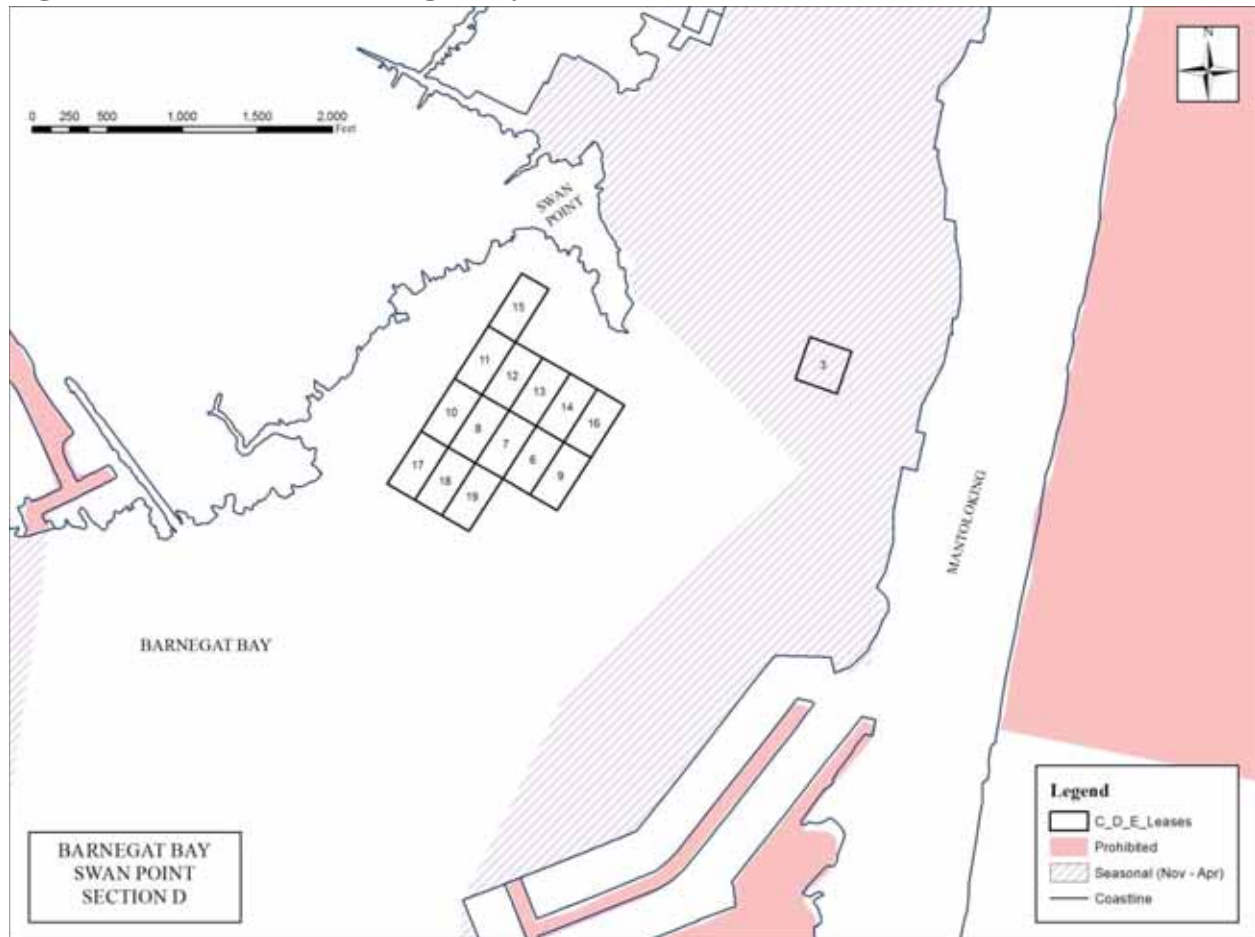 N
0 250 500 1,000 1,500 2,000
Feet
SWAN
POINT
15
11
12
13
14
16
3
10
8
7
6
9
17
18
19
MANTOLOKING
BARNEGAT BAY
BARNEGAT BAY
SWAN POINT
SECTION D
Legend
C_D_E_Leases
Prohibited
Seasonal (Nov - Apr)
Coastline